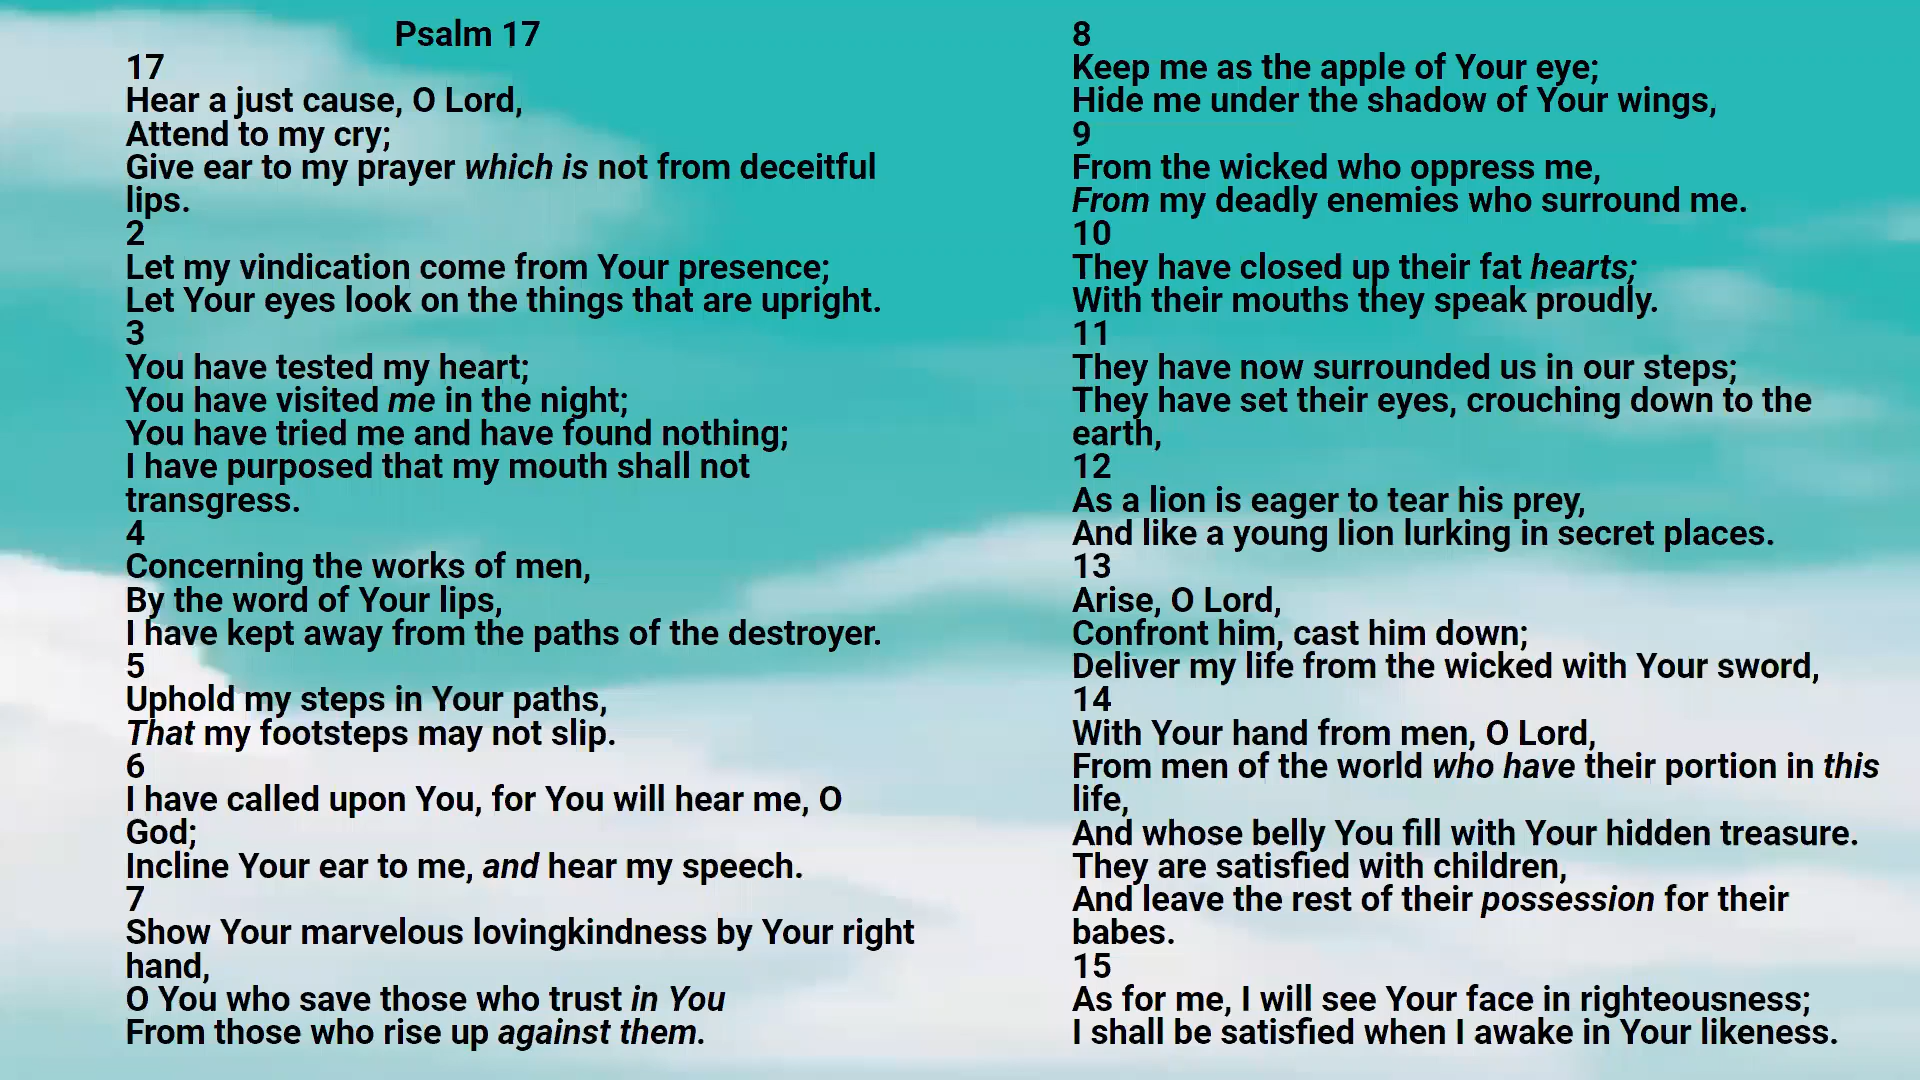 Psalm 17
17
Hear a just cause, O Lord,
Attend to my cry;
Give ear to my prayer which is not from deceitful
lips.
2
Let my vindication come from Your presence;
Let Your eyes look on the things that are upright.
3
You have tested my heart;
You have visited me in the night;
You have tried me and have found nothing;
I have purposed that my mouth shall not
transgress.
4
Concerning the works of men,
By the word of Your lips,
I have kept away from the paths of the destroyer.
5
Uphold my steps in Your paths,
That my footsteps may not slip.
6
I have called upon You, for You will hear me, O
God;
Incline Your ear to me, and hear my speech.
7
Show Your marvelous lovingkindness by Your right
hand,
O You who save those who trust in You
From those who rise up against them.
8
Keep me as the apple of Your eye;
Hide me under the shadow of Your wings,
9
From the wicked who oppress me,
From my deadly enemies who surround me.
10
They have closed up their fat hearts;
With their mouths they speak proudly.
11
They have now surrounded us in our steps;
They have set their eyes, crouching down to the
earth,
12
As a lion is eager to tear his prey,
And like a young lion lurking in secret places.
13
Arise, O Lord,
Confront him, cast him down;
Deliver my life from the wicked with Your sword,
14
With Your hand from men, O Lord,
From men of the world who have their portion in this
life,
And whose belly You fill with Your hidden treasure.
They are satisfied with children,
And leave the rest of their possession for their
babes.
15
As for me, I will see Your face in righteousness;
I shall be satisfied when I awake in Your likeness.